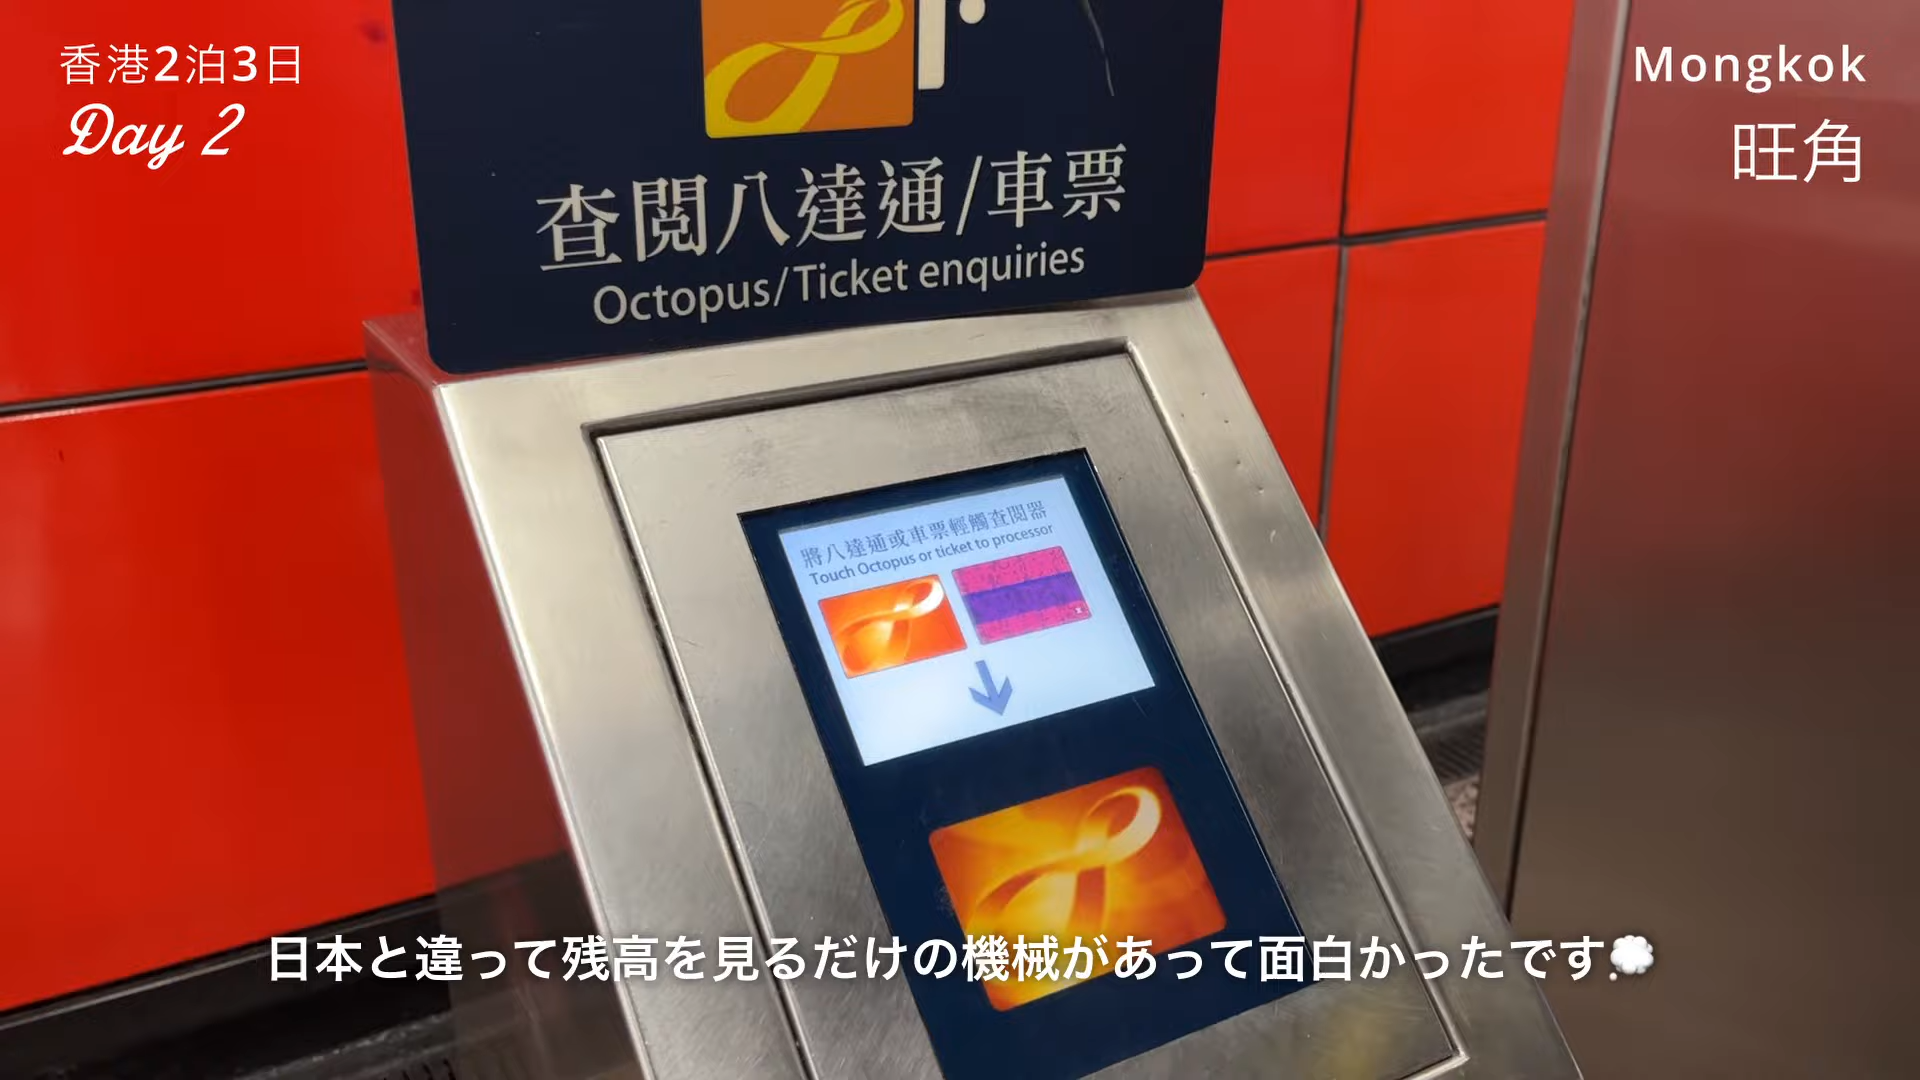 香港2泊3日
Day 2
Mongkok
旺角
查閱八達通/車票
Octopus/Ticket enquiries
將八達通或車票輕觸查閱器
Touch Octopus or ticket to processor
日本と違って残高を見るだけの機械があって面白かったです💭